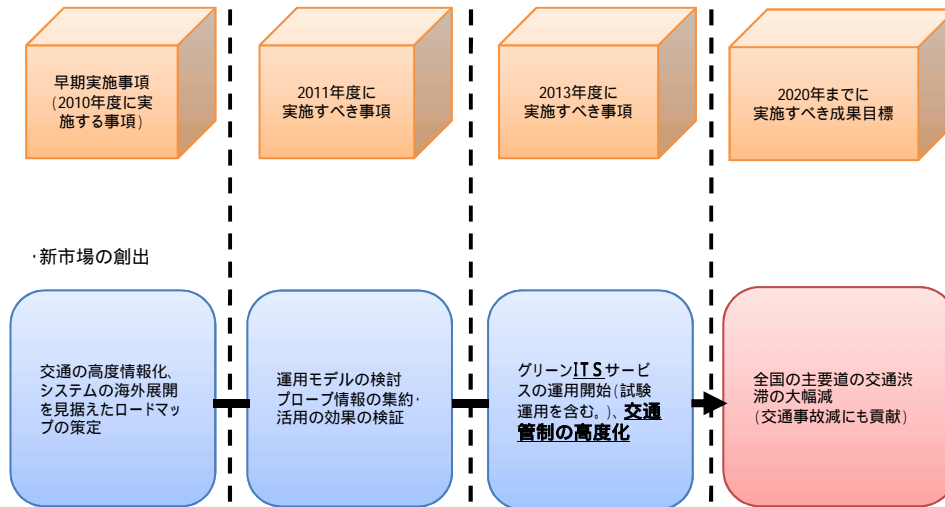 早期実施事項
(2010年度に実
施する事項)
2011年度に
実施すべき事項
2013年度に
実施すべき事項
2020年までに
実施すべき成果目標
・新市場の創出
交通の高度情報化、
システムの海外展開
を見据えたロードマッ
プの策定
運用モデルの検討
プローブ情報の集約・
活用の効果の検証
グリーンITSサービ
スの運用開始(試験
運用を含む。)、交通
管制の高度化
全国の主要道の交通渋
滞の大幅減
(交通事故減にも貢献)